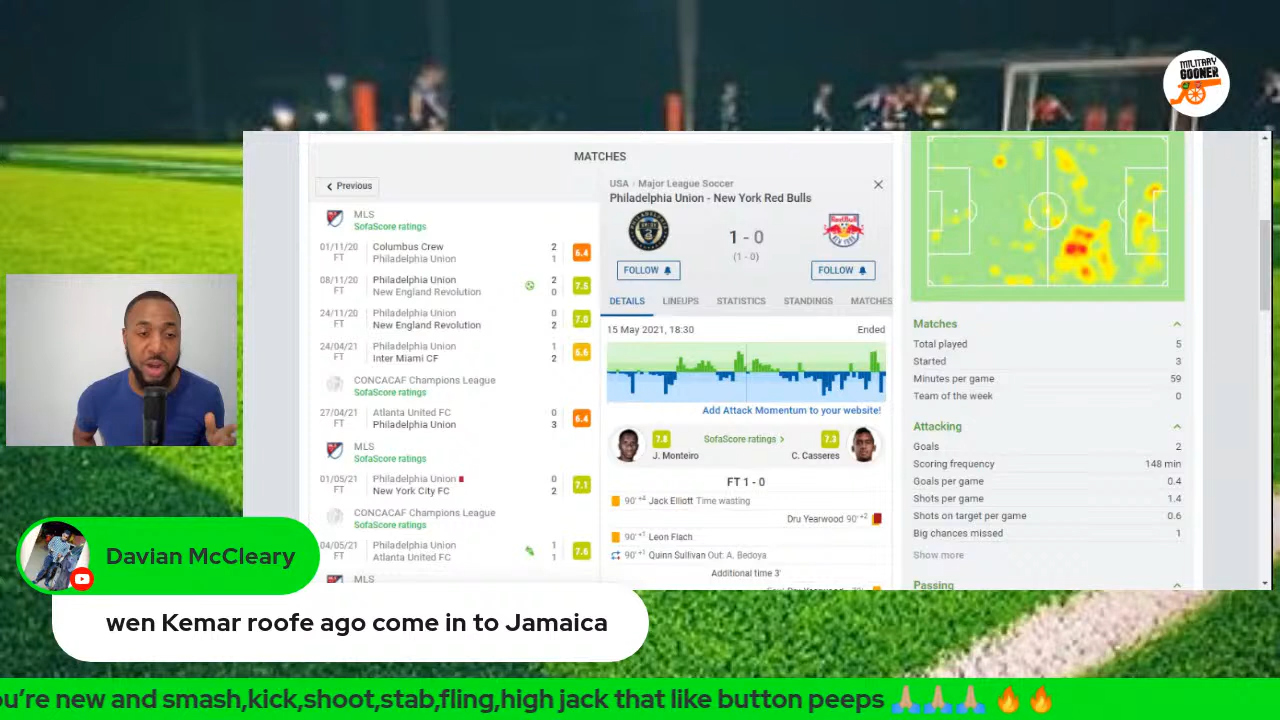 MILITARY
GOONER
MATCHES
Previous
MLS
SofaScore ratings
01/11/20 Columbus Crew 2
FT Philadelphia Union 1
6.4
08/11/20 Philadelphia Union 2
FT New England Revolution 0
7.5
24/11/20 Philadelphia Union 0
FT New England Revolution 2
7.0
24/04/21 Philadelphia Union 1
FT Inter Miami CF 2
6.6
CONCACAF Champions League
SofaScore ratings
27/04/21 Atlanta United FC 0
FT Philadelphia Union 3
6.4
MLS
SofaScore ratings
01/05/21 Philadelphia Union 0
FT New York City FC 2
7.1
CONCACAF Champions League
SofaScore ratings
04/05/21 Philadelphia Union 1
FT Atlanta United FC 1
7.6
MLS
USA Major League Soccer
Philadelphia Union - New York Red Bulls
1 - 0
(1 - 0)
FOLLOW
FOLLOW
DETAILS LINEUPS STATISTICS STANDINGS MATCHES
15 May 2021, 18:30 Ended
Add Attack Momentum to your website!
7.8 SofaScore ratings > 7.3
J. Monteiro C. Casseres
FT 1 - 0
90'+4 Jack Elliott Time wasting
Dru Yearwood 90'+2
90'+1 Leon Flach
90'+1 Quinn Sullivan Out: A. Bedoya
Additional time 3'
Matches
Total played 5
Started 3
Minutes per game 59
Team of the week 0
Attacking
Goals 2
Scoring frequency 148 min
Goals per game 0.4
Shots per game 1.4
Shots on target per game 0.6
Big chances missed 1
Show more
Passing
Davian McCleary
wen Kemar roofe ago come in to Jamaica
ou're new and smash,kick,shoot,stab,fling,high jack that like button peeps 🙏🏼🙏🏼🙏🏼 🔥🔥